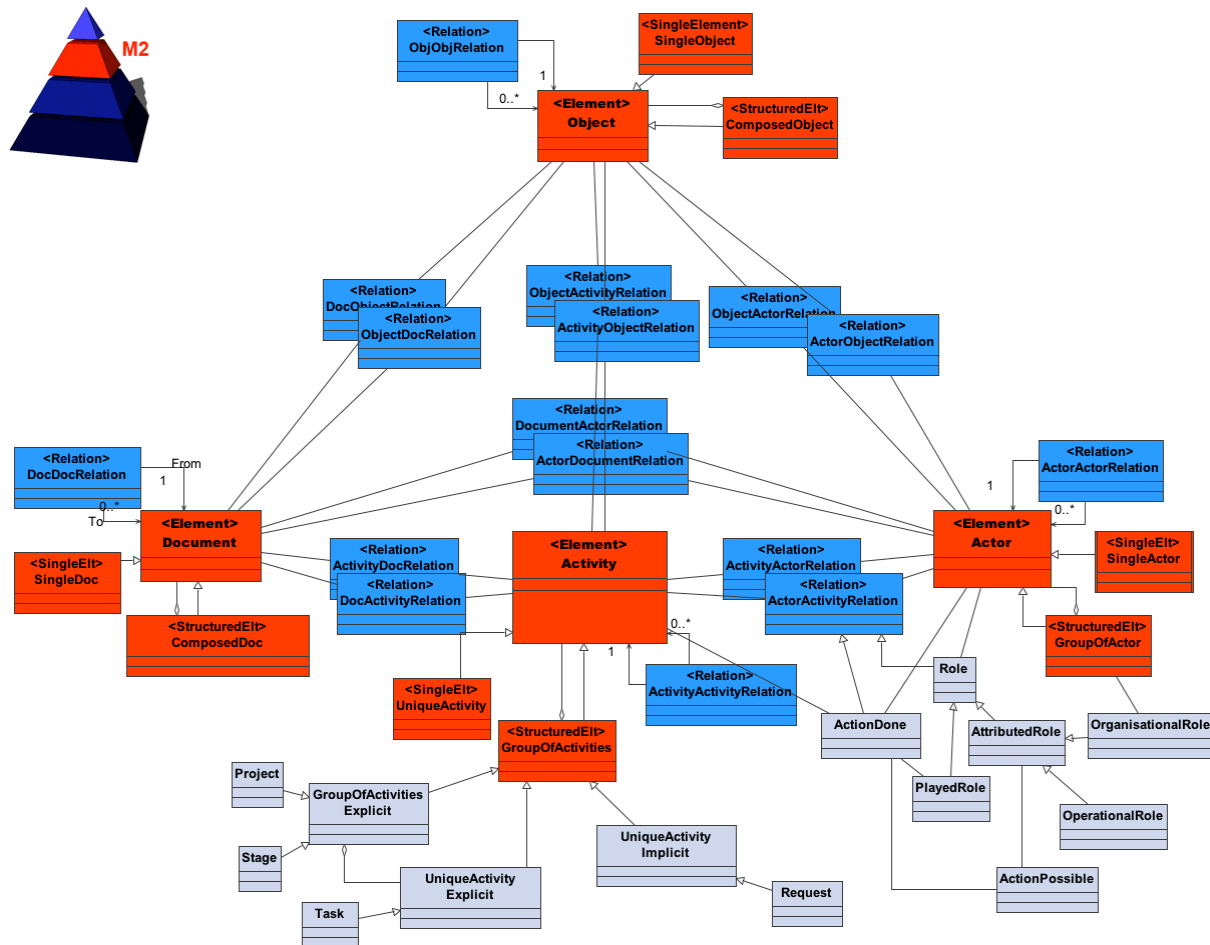 M2
<Relation>
ObjObjRelation
1
0..*
<SingleElement>
SingleObject
<Element>
Object
<StructuredElt>
ComposedObject
<Relation>
DocObjectRelation
<Relation>
ObjectDocRelation
<Relation>
ObjectActivityRelation
<Relation>
ActivityObjectRelation
<Relation>
ObjectActorRelation
<Relation>
ActorObjectRelation
<Relation>
DocumentActorRelation
<Relation>
ActorDocumentRelation
<Relation>
DocDocRelation
From
1
0..*
To
<Element>
Document
<SingleElt>
SingleDoc
<StructuredElt>
ComposedDoc
<Relation>
ActivityDocRelation
<Relation>
DocActivityRelation
<Element>
Activity
<Relation>
ActivityActorRelation
<Relation>
ActorActivityRelation
<Relation>
ActorActorRelation
1
0..*
<Element>
Actor
<SingleElt>
SingleActor
<StructuredElt>
GroupOfActor
0..*
1
<Relation>
ActivityActivityRelation
<SingleElt>
UniqueActivity
<StructuredElt>
GroupOfActivities
Role
ActionDone
AttributedRole
OrganisationalRole
PlayedRole
OperationalRole
ActionPossible
Project
GroupOfActivities
Explicit
Stage
UniqueActivity
Explicit
Task
UniqueActivity
Implicit
Request